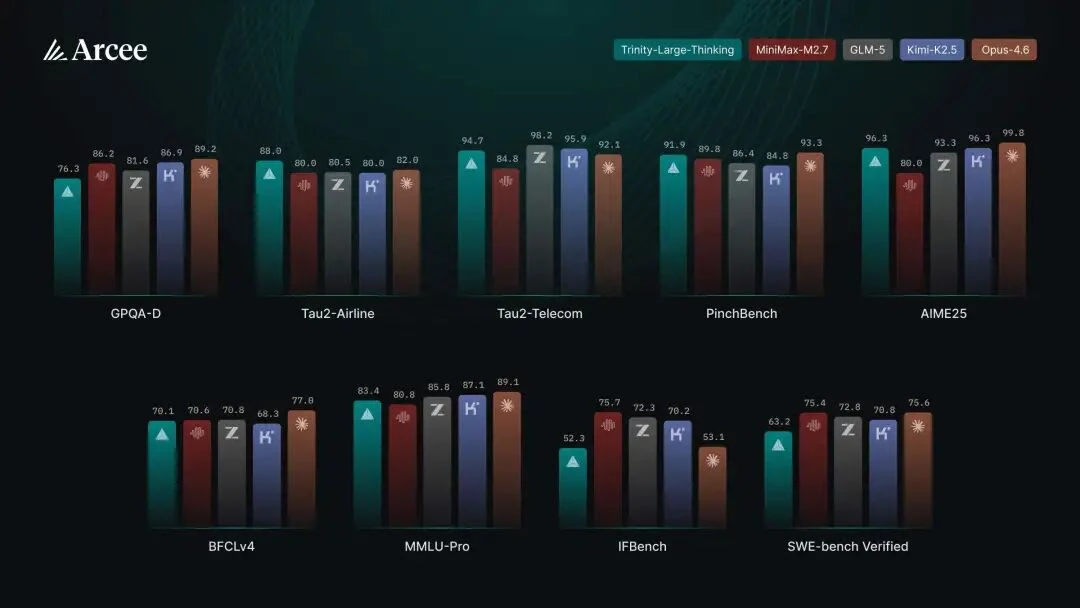 Arcee
Trinity-Large-Thinking MiniMax-M2.7 GLM-5 Kimi-K2.5 Opus-4.6
76.3 86.2 81.6 86.9 89.2
GPQA-D
88.0 80.0 80.5 80.0 82.0
Tau2-Airline
94.7 84.8 98.2 95.9 92.1
Tau2-Telecom
91.9 89.8 86.4 84.8 93.3
PinchBench
96.3 80.0 93.3 96.3 99.8
AIME25
70.1 70.6 70.8 68.3 77.0
BFCLv4
83.4 80.8 85.8 87.1 89.1
MMLU-Pro
52.3 75.7 72.3 70.2 53.1
IFBench
63.2 75.4 72.8 70.8 75.6
SWE-bench Verified